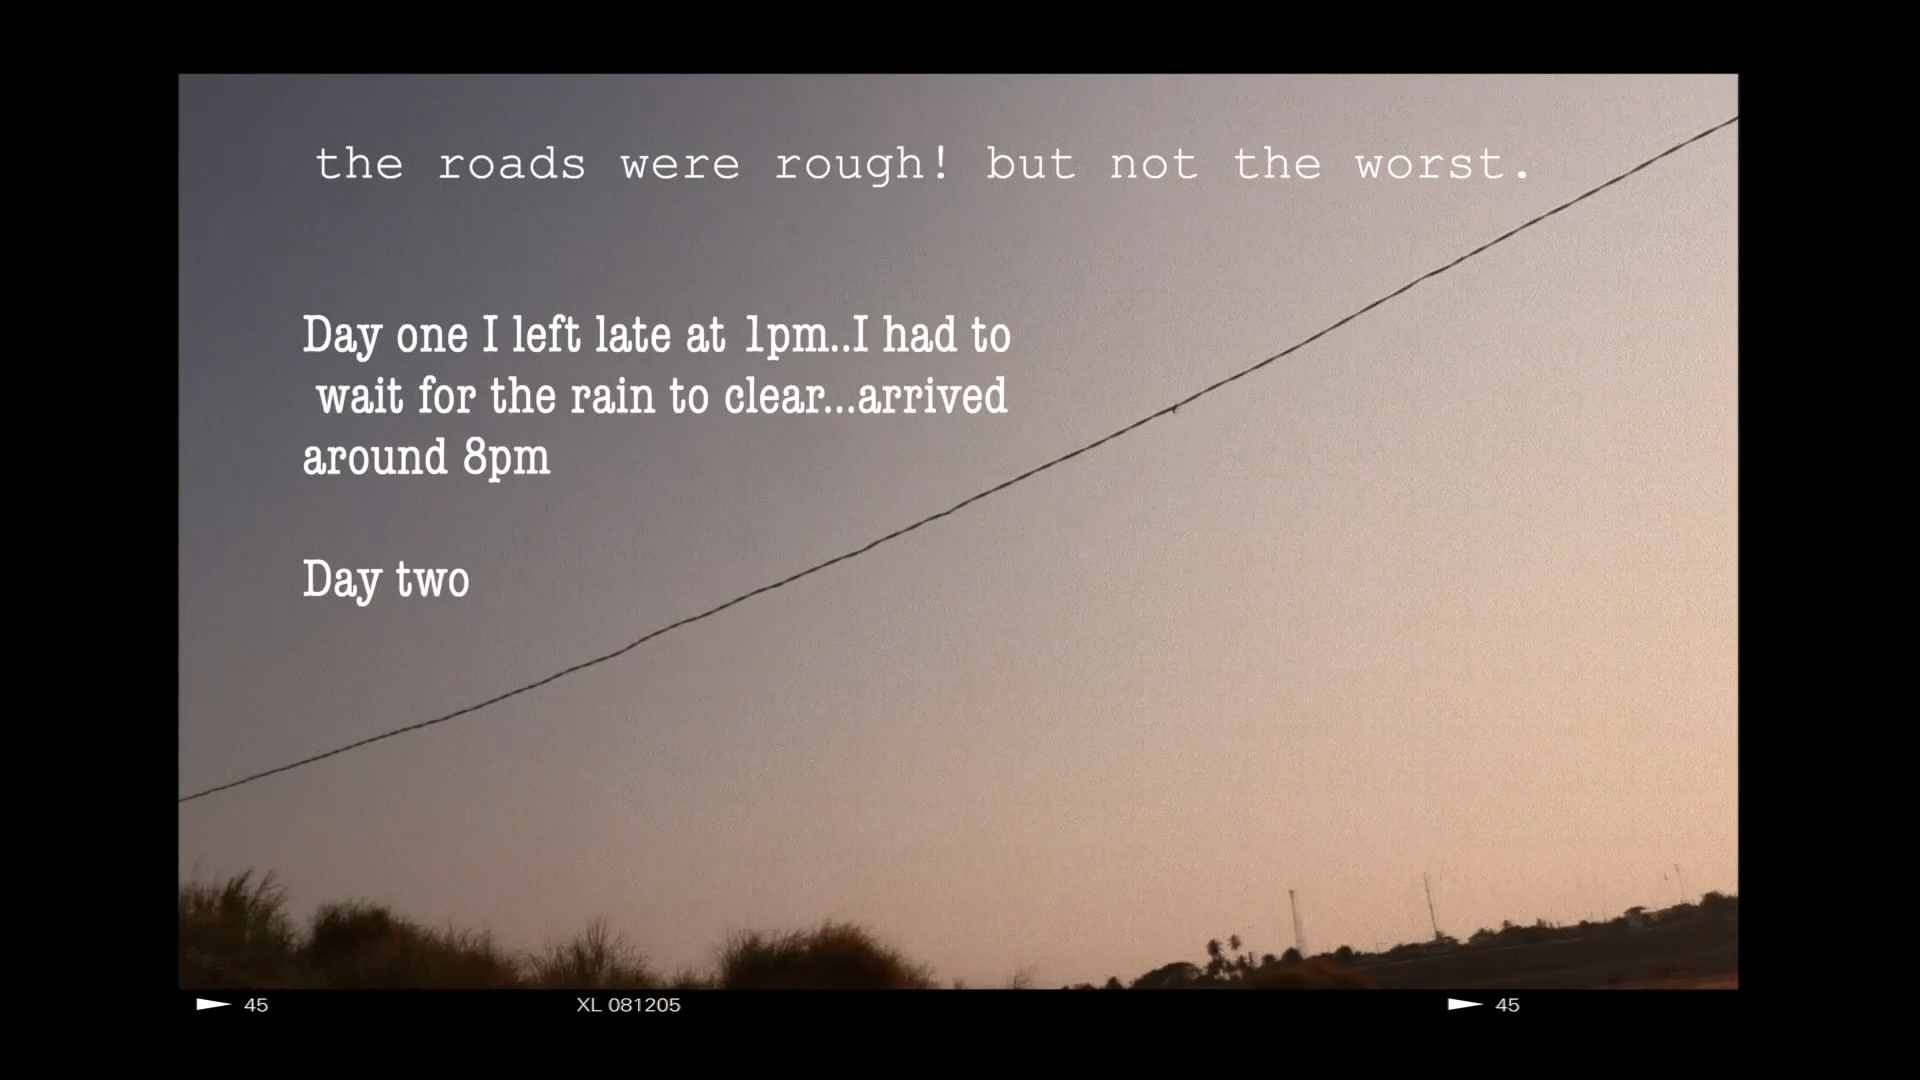 the roads were rough! but not the worst.
Day one I left late at 1pm..I had to
wait for the rain to clear...arrived
around 8pm
Day two
45 XL 081205 45